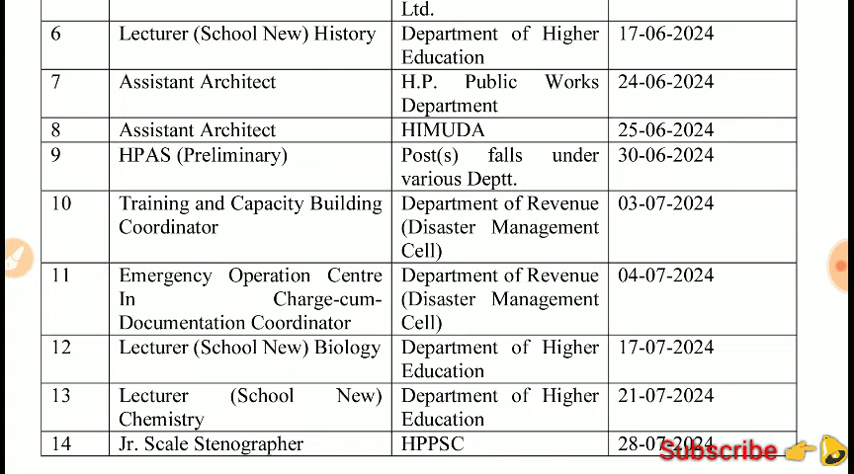 Ltd.
6 Lecturer (School New) History Department of Higher 17-06-2024
Education
7 Assistant Architect H.P. Public Works 24-06-2024
Department
8 Assistant Architect HIMUDA 25-06-2024
9 HPAS (Preliminary) Post(s) falls under 30-06-2024
various Deptt.
10 Training and Capacity Building Department of Revenue 03-07-2024
Coordinator (Disaster Management
Cell)
11 Emergency Operation Centre Department of Revenue 04-07-2024
In Charge-cum- (Disaster Management
Documentation Coordinator Cell)
12 Lecturer (School New) Biology Department of Higher 17-07-2024
Education
13 Lecturer (School New) Department of Higher 21-07-2024
Chemistry Education
14 Jr. Scale Stenographer HPPSC 28-07-2024
Subscribe